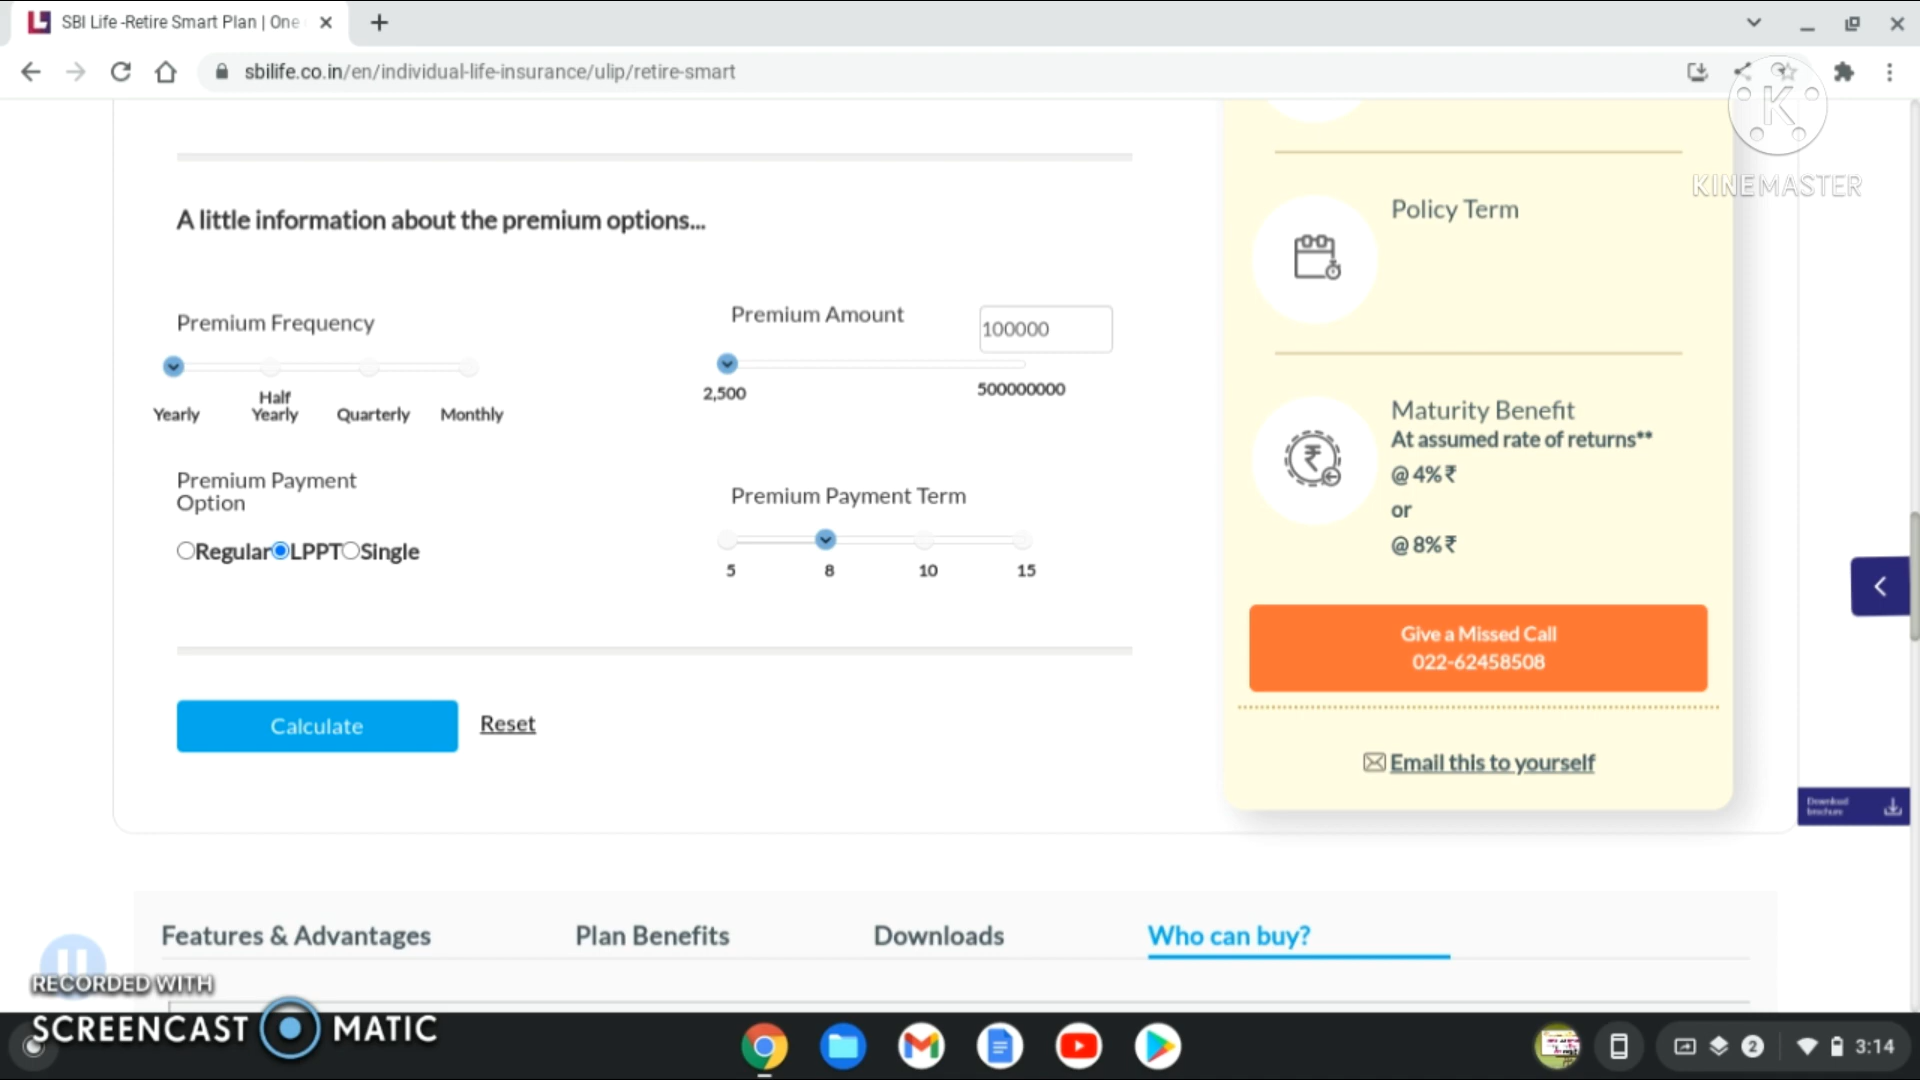 SBI Life -Retire Smart Plan | One
sbilife.co.in/en/individual-life-insurance/ulip/retire-smart
K
KINEMASTER
A little information about the premium options...
Premium Frequency
Yearly
Half
Yearly
Quarterly
Monthly
Premium Amount
100000
2,500
500000000
Premium Payment
Option
Regular LPPT Single
Premium Payment Term
5 8 10 15
Calculate
Reset
Policy Term
Maturity Benefit
At assumed rate of returns**
@ 4% ₹
or
@ 8% ₹
Give a Missed Call
022-62458508
Email this to yourself
Download
brochure
Features & Advantages
Plan Benefits
Downloads
Who can buy?
RECORDED WITH
SCREENCAST MATIC
2
3:14